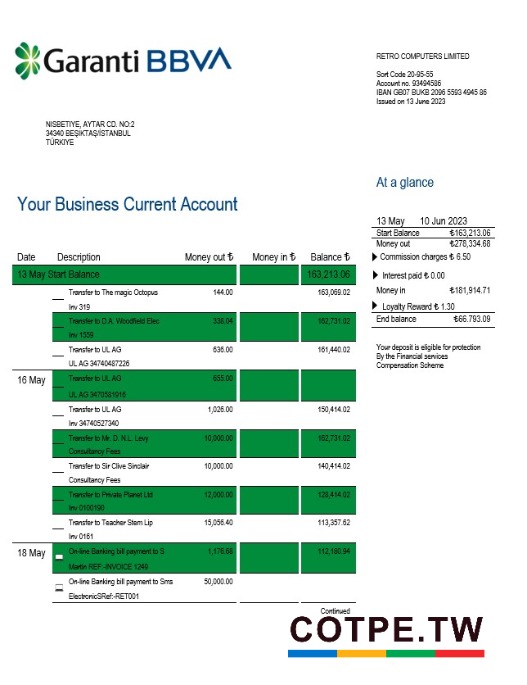 Garanti BBVA
RETRO COMPUTERS LIMITED
Sort Code 20-95-55
Account no. 93494586
IBAN GB07 BUKB 2096 5593 4945 86
Issued on 13 June 2023
NISBETIYE, AYTAR CD. NO:2
34340 BEŞIKTAŞ/ISTANBUL
TÜRKIYE
At a glance
Your Business Current Account
13 May 10 Jun 2023
Start Balance ₺163,213.06
Money out ₺278,334.68
Commission charges ₺ 6.50
Interest paid ₺ 0.00
Money in ₺181,914.71
Loyalty Reward ₺ 1.30
End balance ₺66.793.09
Your deposit is eligible for protection
By the Financial services
Compensation Scheme
Date Description Money out ₺ Money in ₺ Balance ₺
13 May Start Balance 163,213.06
Transfer to The magic Octopus 144.00 163,069.02
Inv 319
Transfer to D.A. Woodfield Elec 338.04 162,731.02
Inv 1359
Transfer to UL AG 636.00 161,440.02
UL AG 34740487226
16 May Transfer to UL AG 655.00
UL AG 3470581918
Transfer to UL AG 1,026.00 150,414.02
Inv 34740527340
Transfer to Mr. D. N.L. Levy 10,000.00 162,731.02
Consultancy Fees
Transfer to Sir Clive Sinclair 10,000.00 140,414.02
Consultancy Fees
Transfer to Private Planet Ltd 12,000.00 128,414.02
Inv 0100190
Transfer to Teacher Stem Lip 15,056.40 113,357.62
Inv 0161
18 May On-line Banking bill payment to S 1,176.68 112,180.94
Martin REF:-INVOICE 1249
On-line Banking bill payment to Sms 50,000.00
ElectronicSRef:-RET001
Continued
COTPE.TW